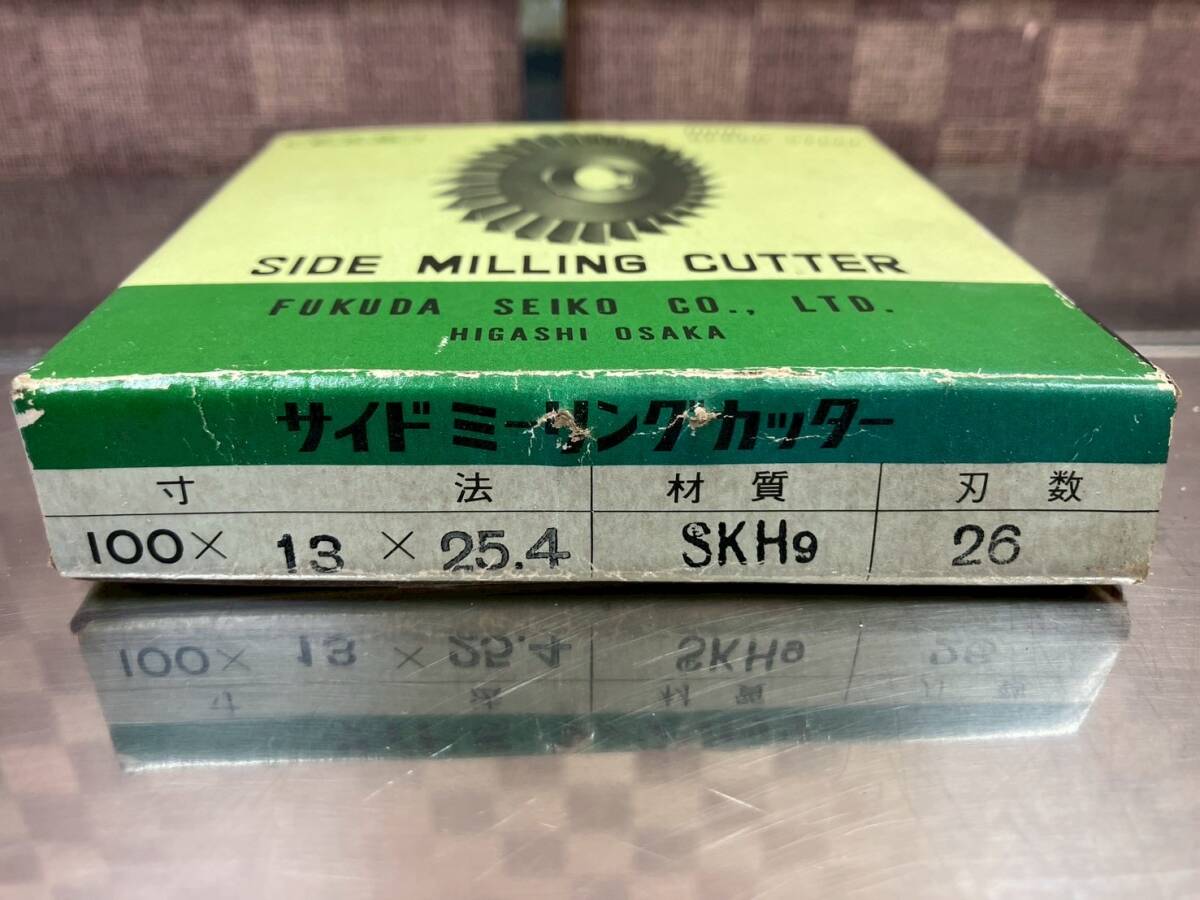 SIDE MILLING CUTTER
FUKUDA SEIKO CO., LTD.
HIGASHI OSAKA
サイドミーリングカッター
寸 法 材 質 刃 数
100× 13 × 25.4 SKH9 26